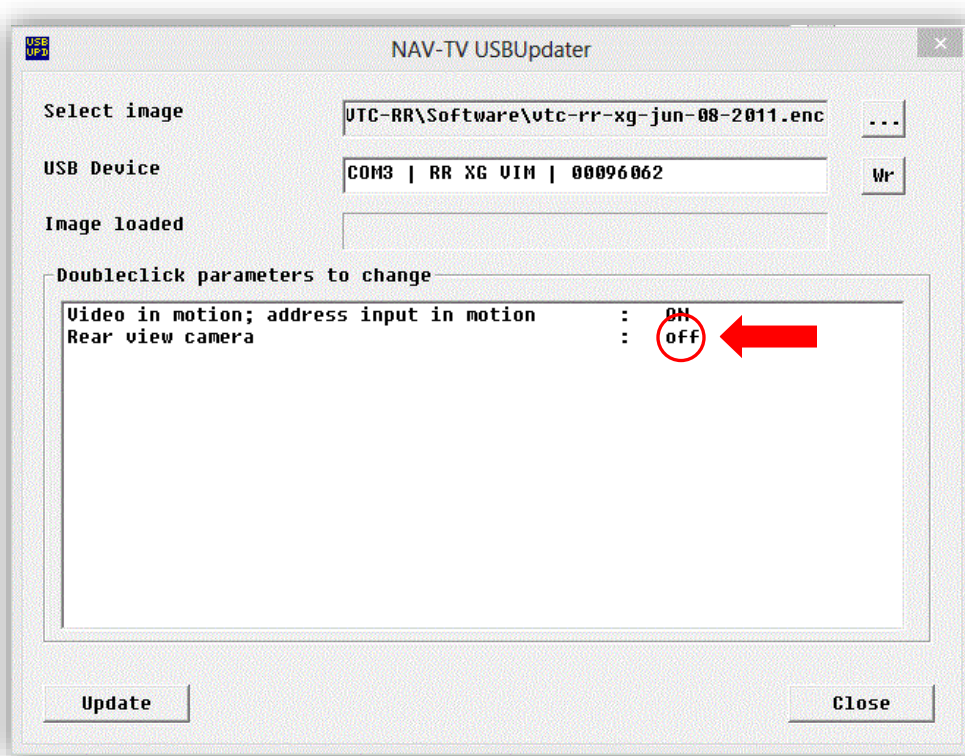 USB
UPD
NAV-TV USBUpdater
Select image
VTC-RR\Software\vtc-rr-xg-jun-08-2011.enc
...
USB Device
COM3 | RR XG VIM | 00096062
Wr
Image loaded
Doubleclick parameters to change
Video in motion; address input in motion : ON
Rear view camera : off
Update
Close